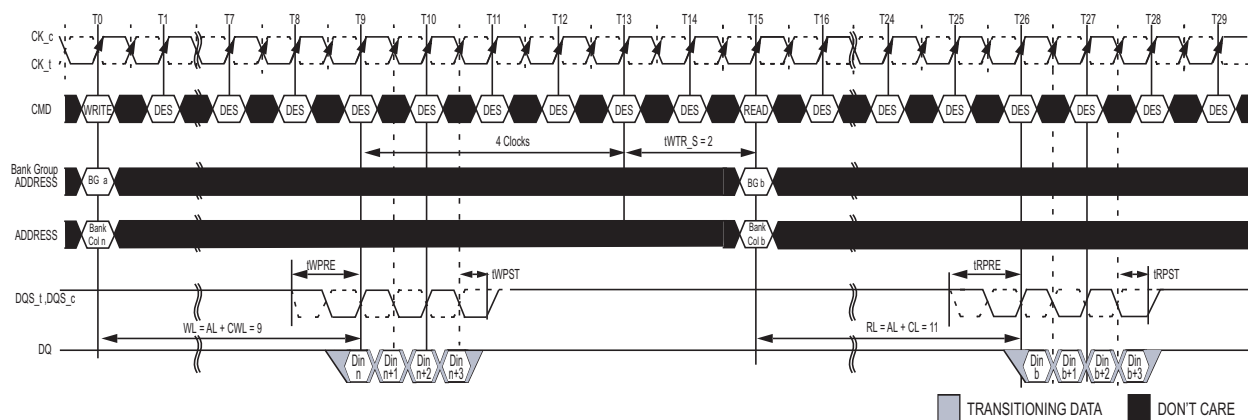 T0 T1 T7 T8 T9 T10 T11 T12 T13 T14 T15 T16 T24 T25 T26 T27 T28 T29
CK_c
CK_t
CMD WRITE DES DES DES DES DES DES DES DES DES READ DES DES DES DES DES DES DES
4 Clocks tWTR_S = 2
Bank Group
ADDRESS BG a BG b
ADDRESS Bank
Col n Bank
Col b
tWPRE tWPST tRPRE tRPST
DQS_t ,DQS_c
WL = AL + CWL = 9 RL = AL + CL = 11
DQ Din
n Din
n+1 Din
n+2 Din
n+3 Din
b Din
b+1 Din
b+2 Din
b+3
TRANSITIONING DATA DON'T CARE